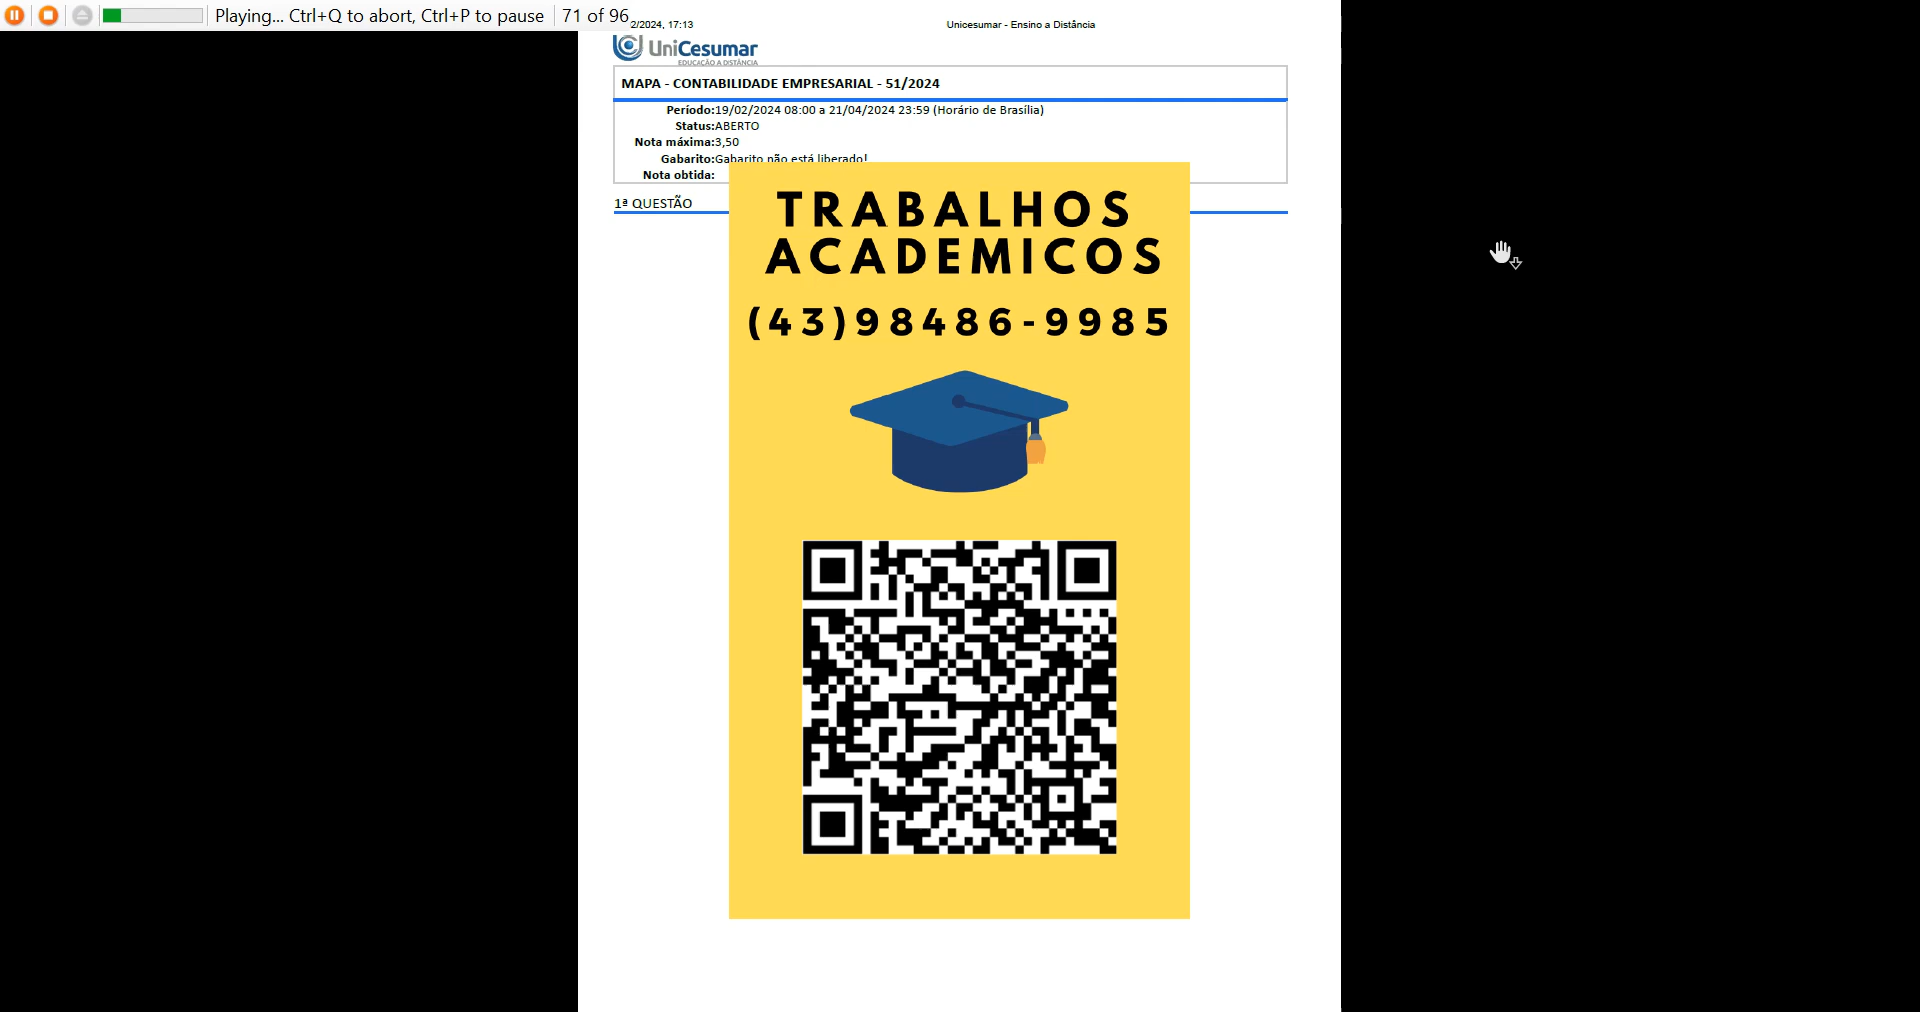 Playing... Ctrl+Q to abort, Ctrl+P to pause 71 of 96
2/2024, 17:13 Unicesumar - Ensino a Distância
UniCesumar
EDUCAÇÃO A DISTÂNCIA
MAPA - CONTABILIDADE EMPRESARIAL - 51/2024
Período:19/02/2024 08:00 a 21/04/2024 23:59 (Horário de Brasília)
Status:ABERTO
Nota máxima:3,50
Gabarito:Gabarito não está liberado!
Nota obtida:
1ª QUESTÃO
TRABALHOS
ACADEMICOS
(43)98486-9985